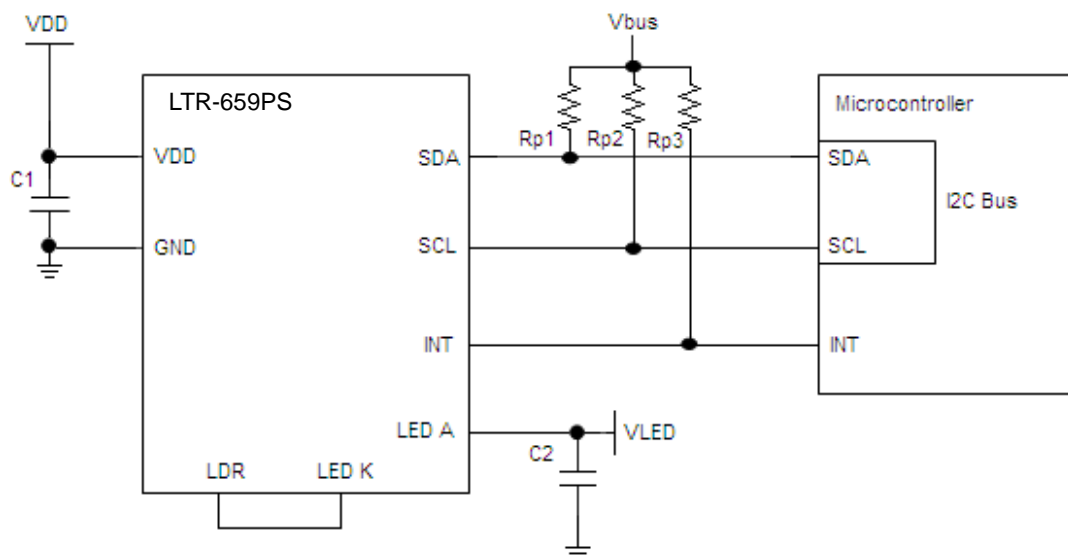 VDD
Vbus
LTR-659PS
Microcontroller
Rp1
Rp2
Rp3
VDD
SDA
SDA
C1
I2C Bus
GND
SCL
SCL
INT
INT
LED A
VLED
C2
LDR
LED K